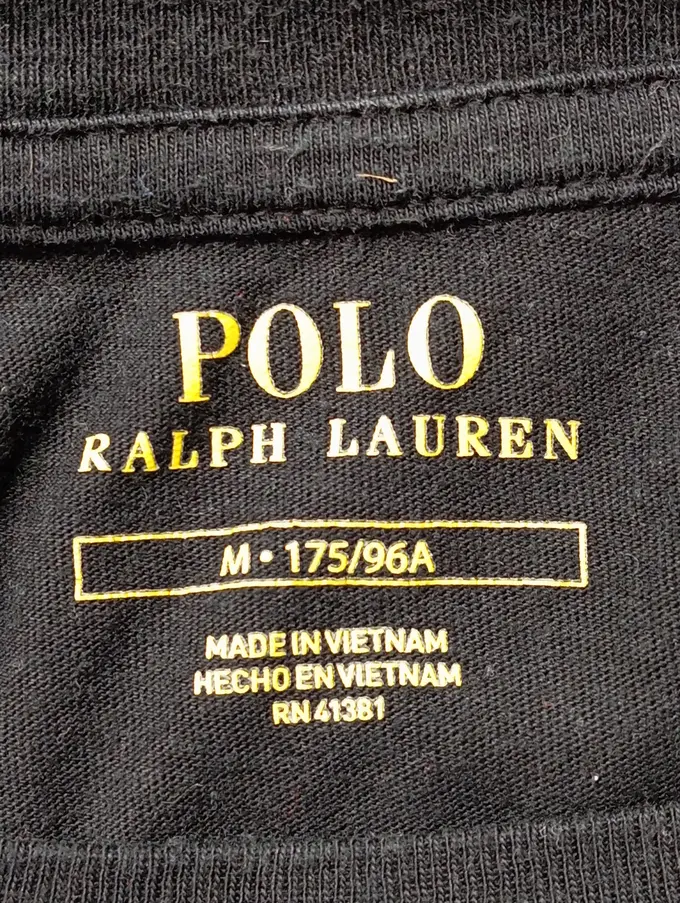 POLO
RALPH LAUREN
M • 175/96A
MADE IN VIETNAM
HECHO EN VIETNAM
RN 41381